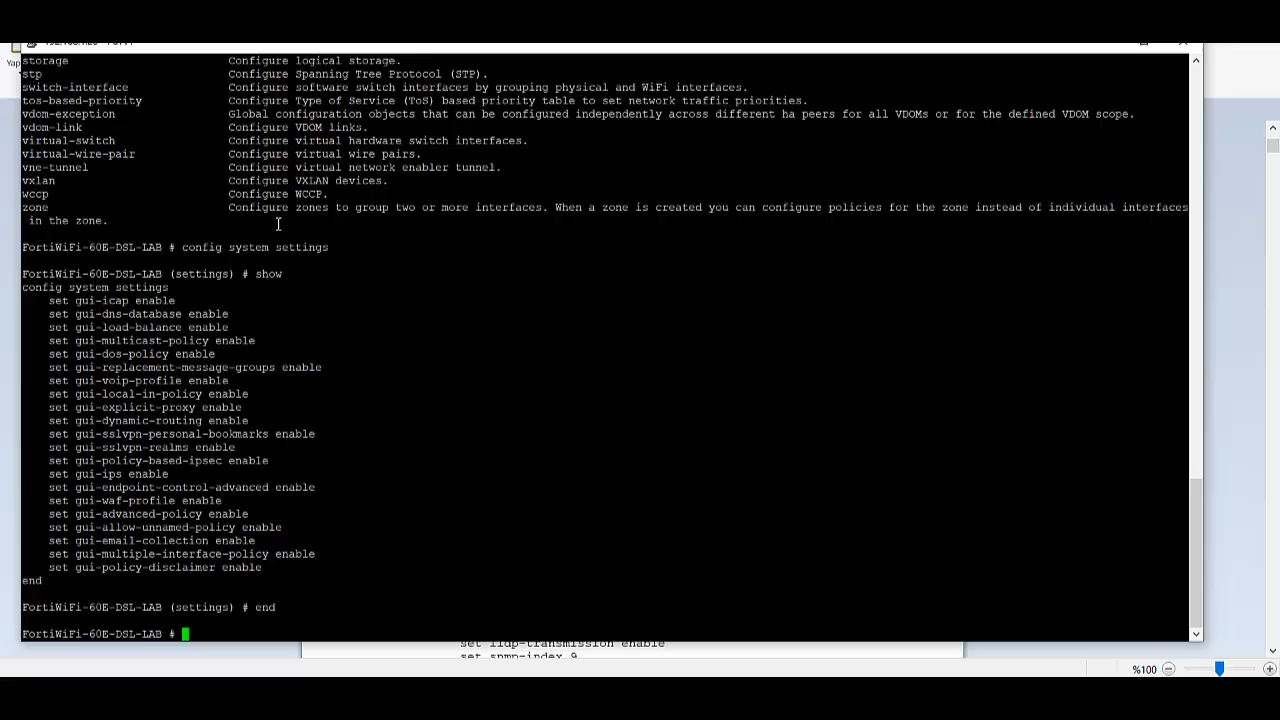 Yap
storage Configure logical storage.
stp Configure Spanning Tree Protocol (STP).
switch-interface Configure software switch interfaces by grouping physical and WiFi interfaces.
tos-based-priority Configure Type of Service (ToS) based priority table to set network traffic priorities.
vdom-exception Global configuration objects that can be configured independently across different ha peers for all VDOMs or for the defined VDOM scope.
vdom-link Configure VDOM links.
virtual-switch Configure virtual hardware switch interfaces.
virtual-wire-pair Configure virtual wire pairs.
vne-tunnel Configure virtual network enabler tunnel.
vxlan Configure VXLAN devices.
wccp Configure WCCP.
zone Configure zones to group two or more interfaces. When a zone is created you can configure policies for the zone instead of individual interfaces
in the zone.
FortiWiFi-60E-DSL-LAB # config system settings
FortiWiFi-60E-DSL-LAB (settings) # show
config system settings
set gui-icap enable
set gui-dns-database enable
set gui-load-balance enable
set gui-multicast-policy enable
set gui-dos-policy enable
set gui-replacement-message-groups enable
set gui-voip-profile enable
set gui-local-in-policy enable
set gui-explicit-proxy enable
set gui-dynamic-routing enable
set gui-sslvpn-personal-bookmarks enable
set gui-sslvpn-realms enable
set gui-policy-based-ipsec enable
set gui-ips enable
set gui-endpoint-control-advanced enable
set gui-waf-profile enable
set gui-advanced-policy enable
set gui-allow-unnamed-policy enable
set gui-email-collection enable
set gui-multiple-interface-policy enable
set gui-policy-disclaimer enable
end
FortiWiFi-60E-DSL-LAB (settings) # end
FortiWiFi-60E-DSL-LAB #
set lldp-transmission enable
set snmp-index 9
%100